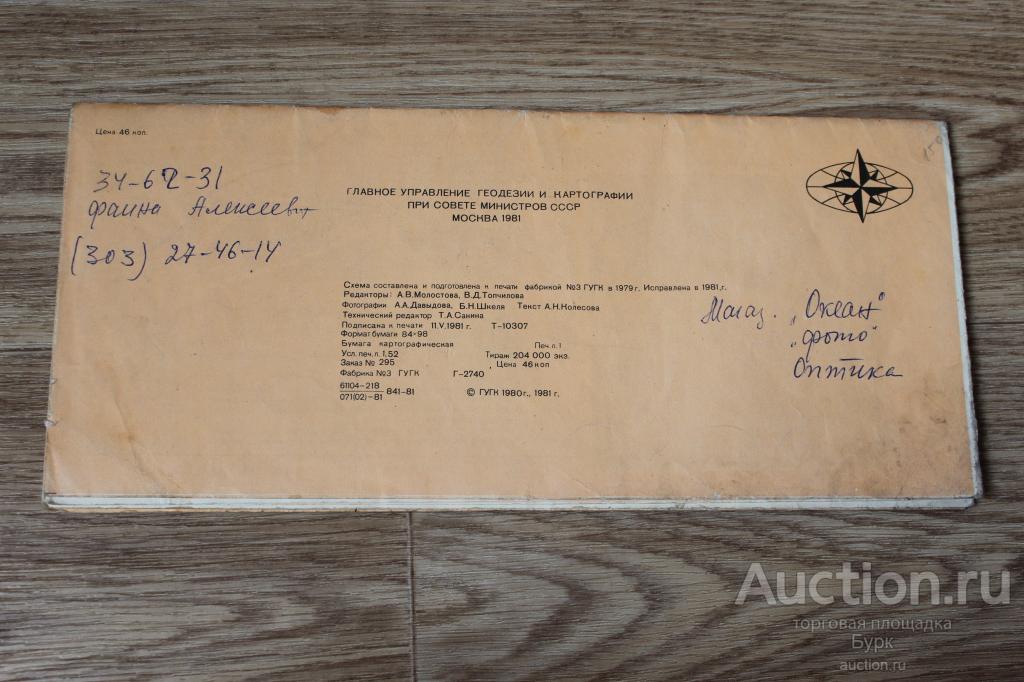 Цена 46 коп.
34-62-31
фаина Алексеевн
(303) 27-46-14
150
ГЛАВНОЕ УПРАВЛЕНИЕ ГЕОДЕЗИИ И КАРТОГРАФИИ
ПРИ СОВЕТЕ МИНИСТРОВ СССР
МОСКВА 1981
Схема составлена и подготовлена к печати фабрикой №3 ГУГК в 1979 г. Исправлена в 1981 г.
Редакторы: А.В.Молостова, В.Д.Топчилова
Фотографии А.А.Давыдова, Б.Н.Шкеля Текст А.Н.Колесова
Технический редактор Т.А.Санина
Подписана к печати 11.V.1981 г. Т-10307
Формат бумаги 84×98
Бумага картографическая Печ.л.1
Усл.печ.л.1,52 Тираж 204 000 экз.
Заказ № 295 Цена 46 коп
Фабрика №3 ГУГК Г-2740
61104-218
071(02)-81
841-81
© ГУГК 1980г., 1981 г.
Магаз. „Океан"
„фото"
Оптика
Auction.ru
торговая площадка
Бурк
auction.ru